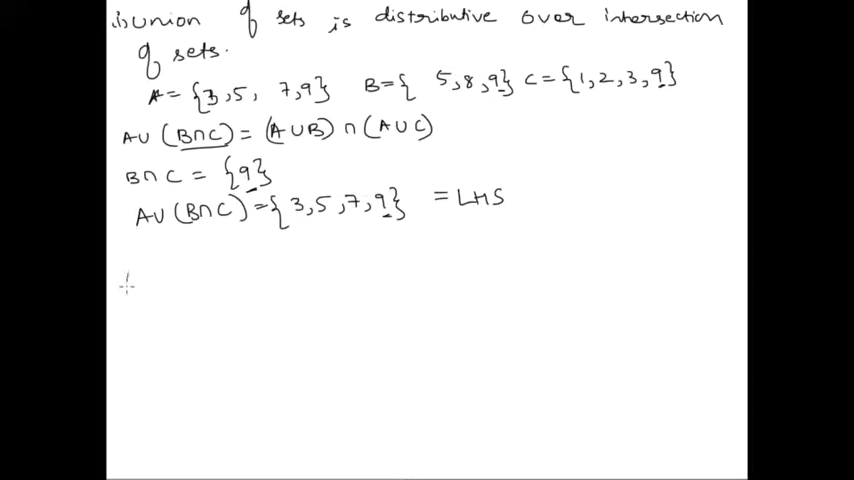 i) union of sets is distributive over intersection
of sets.
A = {3,5, 7,9} B={ 5,8,9} C={1,2,3,9}
A∪ (B∩C) = (A∪B) ∩ (A∪C)
B∩C = {9}
A∪(B∩C) = {3,5,7,9} = LHS